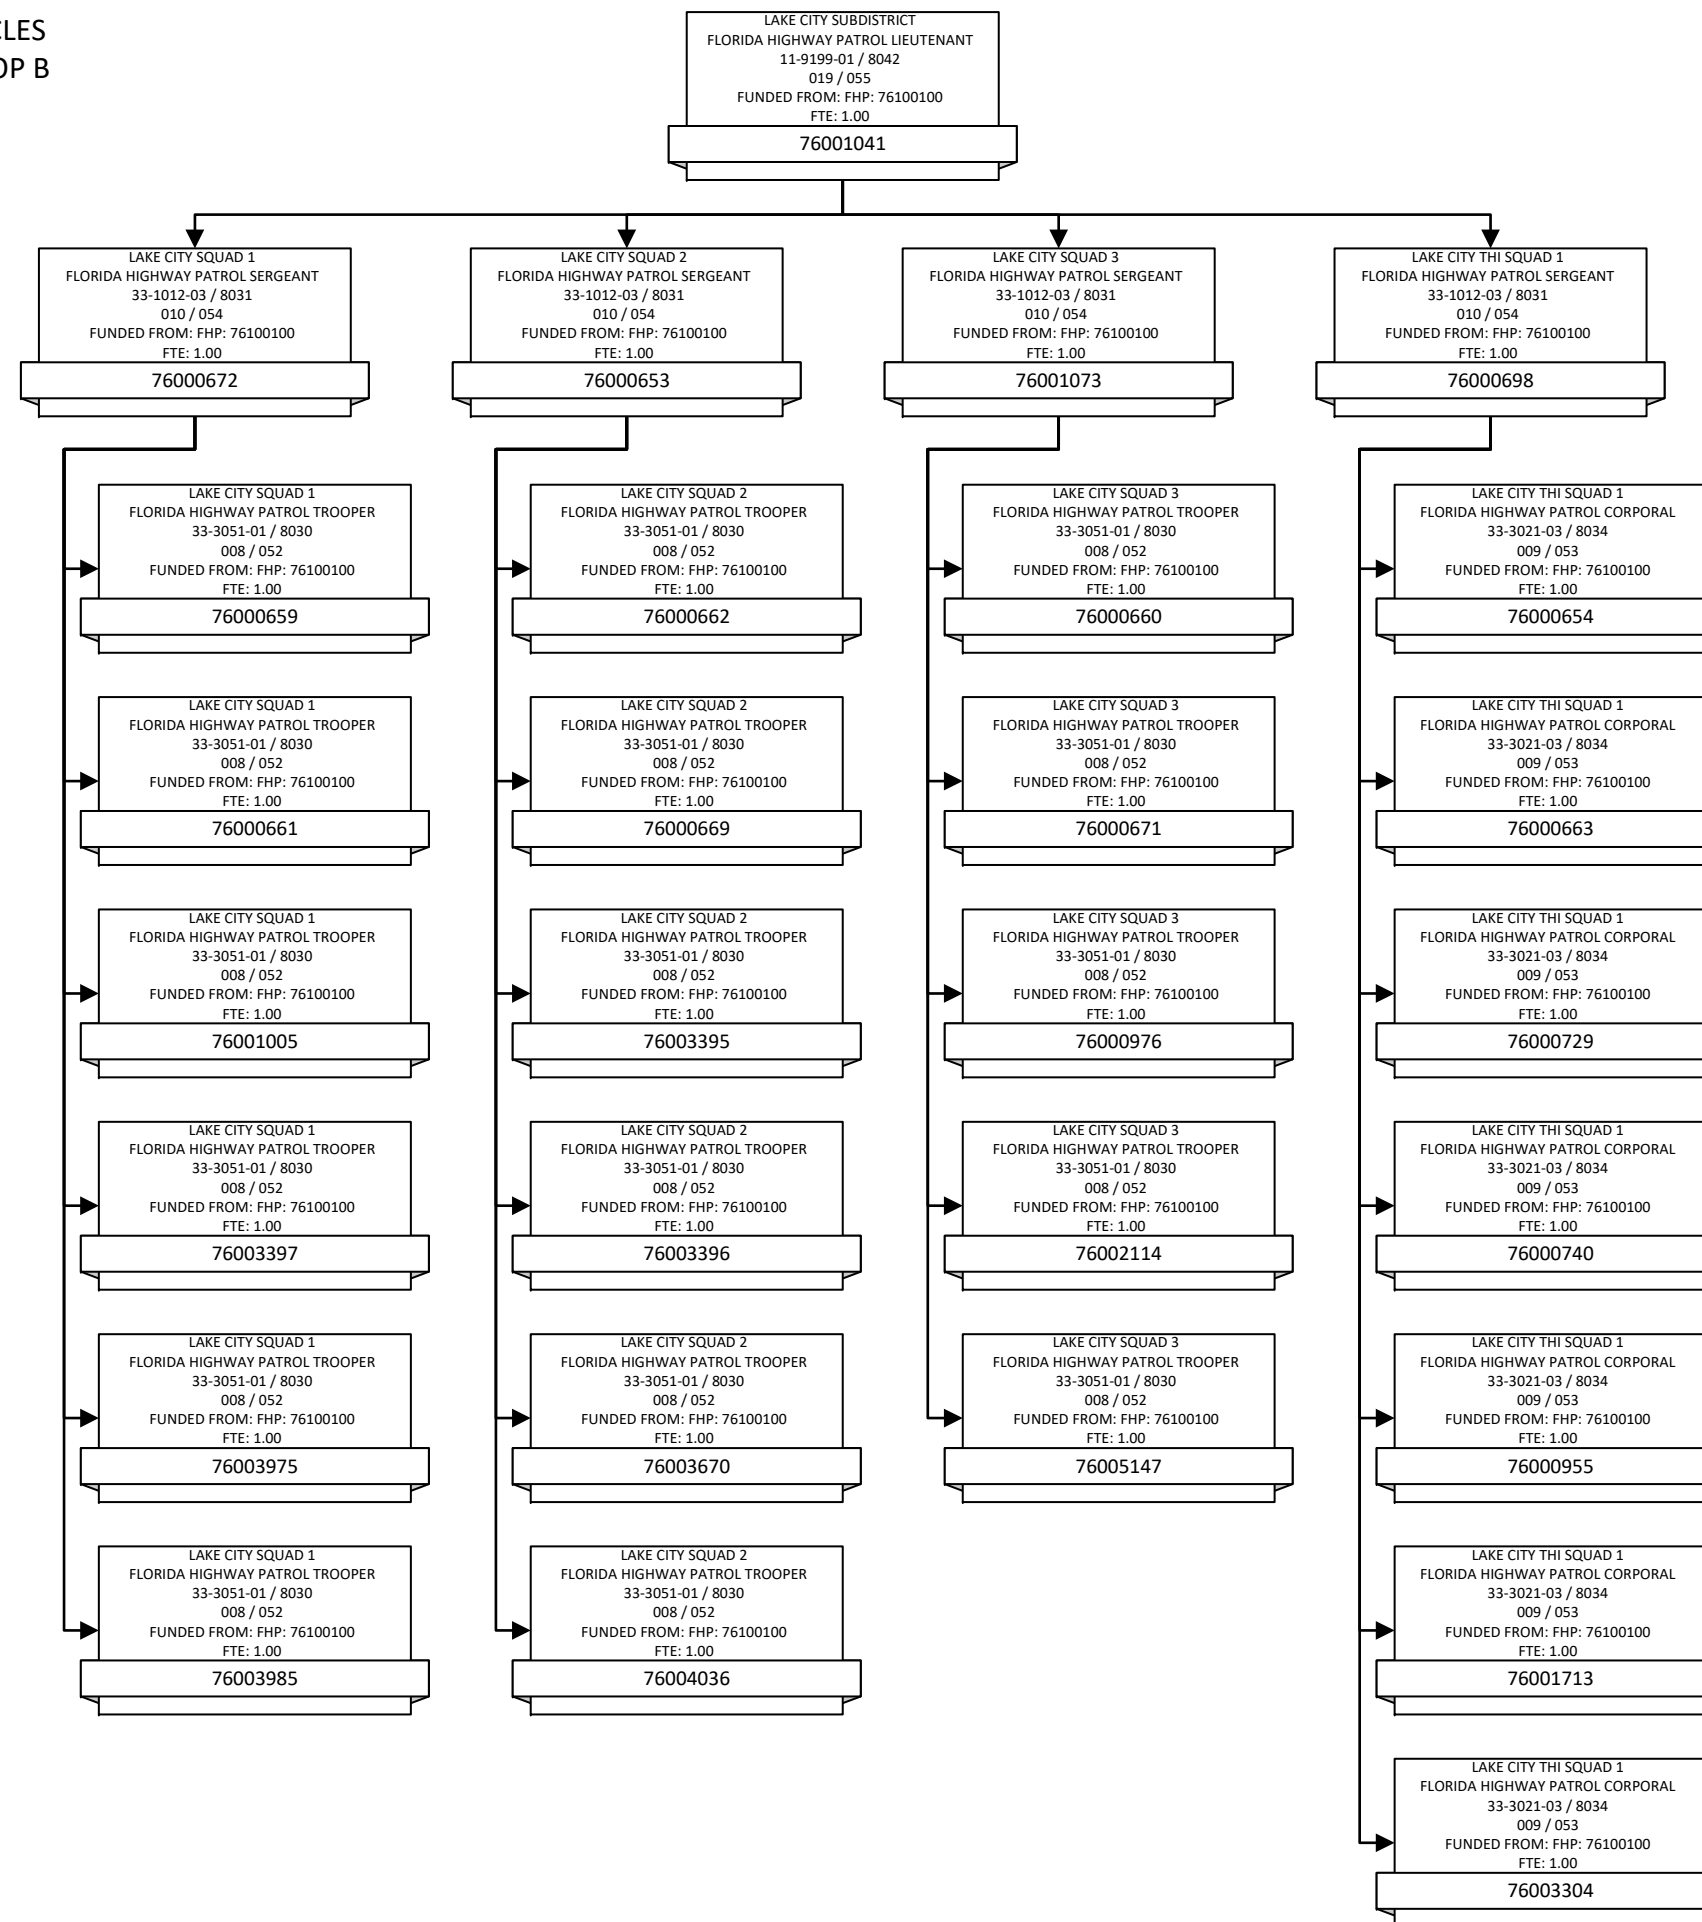 CLES
OP B
LAKE CITY SUBDISTRICT
FLORIDA HIGHWAY PATROL LIEUTENANT
11-9199-01 / 8042
019 / 055
FUNDED FROM: FHP: 76100100
FTE: 1.00
76001041
LAKE CITY SQUAD 1
FLORIDA HIGHWAY PATROL SERGEANT
33-1012-03 / 8031
010 / 054
FUNDED FROM: FHP: 76100100
FTE: 1.00
76000672
LAKE CITY SQUAD 2
FLORIDA HIGHWAY PATROL SERGEANT
33-1012-03 / 8031
010 / 054
FUNDED FROM: FHP: 76100100
FTE: 1.00
76000653
LAKE CITY SQUAD 3
FLORIDA HIGHWAY PATROL SERGEANT
33-1012-03 / 8031
010 / 054
FUNDED FROM: FHP: 76100100
FTE: 1.00
76001073
LAKE CITY THI SQUAD 1
FLORIDA HIGHWAY PATROL SERGEANT
33-1012-03 / 8031
010 / 054
FUNDED FROM: FHP: 76100100
FTE: 1.00
76000698
LAKE CITY SQUAD 1
FLORIDA HIGHWAY PATROL TROOPER
33-3051-01 / 8030
008 / 052
FUNDED FROM: FHP: 76100100
FTE: 1.00
76000659
LAKE CITY SQUAD 2
FLORIDA HIGHWAY PATROL TROOPER
33-3051-01 / 8030
008 / 052
FUNDED FROM: FHP: 76100100
FTE: 1.00
76000662
LAKE CITY SQUAD 3
FLORIDA HIGHWAY PATROL TROOPER
33-3051-01 / 8030
008 / 052
FUNDED FROM: FHP: 76100100
FTE: 1.00
76000660
LAKE CITY THI SQUAD 1
FLORIDA HIGHWAY PATROL CORPORAL
33-3021-03 / 8034
009 / 053
FUNDED FROM: FHP: 76100100
FTE: 1.00
76000654
LAKE CITY SQUAD 1
FLORIDA HIGHWAY PATROL TROOPER
33-3051-01 / 8030
008 / 052
FUNDED FROM: FHP: 76100100
FTE: 1.00
76000661
LAKE CITY SQUAD 2
FLORIDA HIGHWAY PATROL TROOPER
33-3051-01 / 8030
008 / 052
FUNDED FROM: FHP: 76100100
FTE: 1.00
76000669
LAKE CITY SQUAD 3
FLORIDA HIGHWAY PATROL TROOPER
33-3051-01 / 8030
008 / 052
FUNDED FROM: FHP: 76100100
FTE: 1.00
76000671
LAKE CITY THI SQUAD 1
FLORIDA HIGHWAY PATROL CORPORAL
33-3021-03 / 8034
009 / 053
FUNDED FROM: FHP: 76100100
FTE: 1.00
76000663
LAKE CITY SQUAD 1
FLORIDA HIGHWAY PATROL TROOPER
33-3051-01 / 8030
008 / 052
FUNDED FROM: FHP: 76100100
FTE: 1.00
76001005
LAKE CITY SQUAD 2
FLORIDA HIGHWAY PATROL TROOPER
33-3051-01 / 8030
008 / 052
FUNDED FROM: FHP: 76100100
FTE: 1.00
76003395
LAKE CITY SQUAD 3
FLORIDA HIGHWAY PATROL TROOPER
33-3051-01 / 8030
008 / 052
FUNDED FROM: FHP: 76100100
FTE: 1.00
76000976
LAKE CITY THI SQUAD 1
FLORIDA HIGHWAY PATROL CORPORAL
33-3021-03 / 8034
009 / 053
FUNDED FROM: FHP: 76100100
FTE: 1.00
76000729
LAKE CITY SQUAD 1
FLORIDA HIGHWAY PATROL TROOPER
33-3051-01 / 8030
008 / 052
FUNDED FROM: FHP: 76100100
FTE: 1.00
76003397
LAKE CITY SQUAD 2
FLORIDA HIGHWAY PATROL TROOPER
33-3051-01 / 8030
008 / 052
FUNDED FROM: FHP: 76100100
FTE: 1.00
76003396
LAKE CITY SQUAD 3
FLORIDA HIGHWAY PATROL TROOPER
33-3051-01 / 8030
008 / 052
FUNDED FROM: FHP: 76100100
FTE: 1.00
76002114
LAKE CITY THI SQUAD 1
FLORIDA HIGHWAY PATROL CORPORAL
33-3021-03 / 8034
009 / 053
FUNDED FROM: FHP: 76100100
FTE: 1.00
76000740
LAKE CITY SQUAD 1
FLORIDA HIGHWAY PATROL TROOPER
33-3051-01 / 8030
008 / 052
FUNDED FROM: FHP: 76100100
FTE: 1.00
76003975
LAKE CITY SQUAD 2
FLORIDA HIGHWAY PATROL TROOPER
33-3051-01 / 8030
008 / 052
FUNDED FROM: FHP: 76100100
FTE: 1.00
76003670
LAKE CITY SQUAD 3
FLORIDA HIGHWAY PATROL TROOPER
33-3051-01 / 8030
008 / 052
FUNDED FROM: FHP: 76100100
FTE: 1.00
76005147
LAKE CITY THI SQUAD 1
FLORIDA HIGHWAY PATROL CORPORAL
33-3021-03 / 8034
009 / 053
FUNDED FROM: FHP: 76100100
FTE: 1.00
76000955
LAKE CITY SQUAD 1
FLORIDA HIGHWAY PATROL TROOPER
33-3051-01 / 8030
008 / 052
FUNDED FROM: FHP: 76100100
FTE: 1.00
76003985
LAKE CITY SQUAD 2
FLORIDA HIGHWAY PATROL TROOPER
33-3051-01 / 8030
008 / 052
FUNDED FROM: FHP: 76100100
FTE: 1.00
76004036
LAKE CITY THI SQUAD 1
FLORIDA HIGHWAY PATROL CORPORAL
33-3021-03 / 8034
009 / 053
FUNDED FROM: FHP: 76100100
FTE: 1.00
76001713
LAKE CITY THI SQUAD 1
FLORIDA HIGHWAY PATROL CORPORAL
33-3021-03 / 8034
009 / 053
FUNDED FROM: FHP: 76100100
FTE: 1.00
76003304